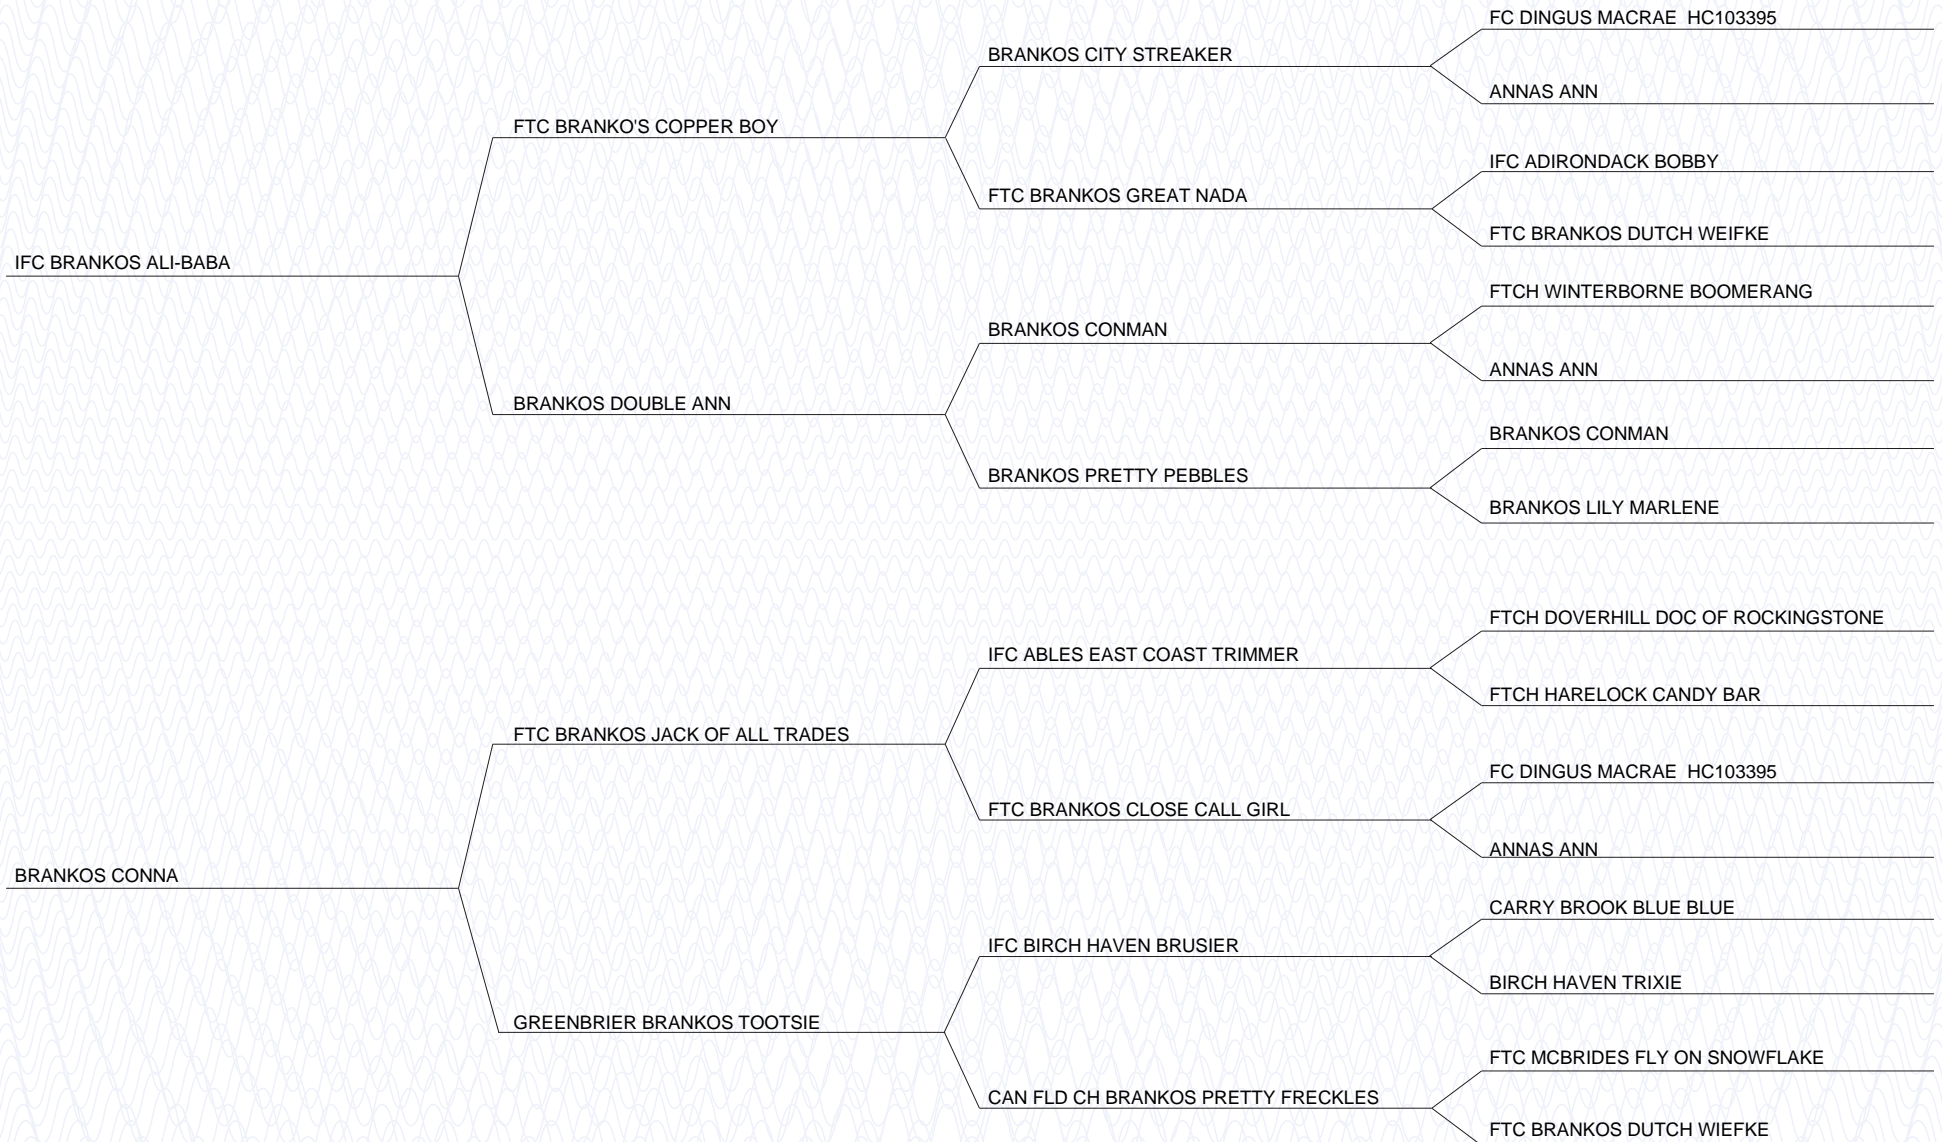 FC DINGUS MACRAE  HC103395
BRANKOS CITY STREAKER
ANNAS ANN
FTC BRANKO'S COPPER BOY
IFC ADIRONDACK BOBBY
FTC BRANKOS GREAT NADA
FTC BRANKOS DUTCH WEIFKE
IFC BRANKOS ALI-BABA
FTCH WINTERBORNE BOOMERANG
BRANKOS CONMAN
ANNAS ANN
BRANKOS DOUBLE ANN
BRANKOS CONMAN
BRANKOS PRETTY PEBBLES
BRANKOS LILY MARLENE
FTCH DOVERHILL DOC OF ROCKINGSTONE
IFC ABLES EAST COAST TRIMMER
FTCH HARELOCK CANDY BAR
FTC BRANKOS JACK OF ALL TRADES
FC DINGUS MACRAE  HC103395
FTC BRANKOS CLOSE CALL GIRL
ANNAS ANN
BRANKOS CONNA
CARRY BROOK BLUE BLUE
IFC BIRCH HAVEN BRUSIER
BIRCH HAVEN TRIXIE
GREENBRIER BRANKOS TOOTSIE
FTC MCBRIDES FLY ON SNOWFLAKE
CAN FLD CH BRANKOS PRETTY FRECKLES
FTC BRANKOS DUTCH WIEFKE